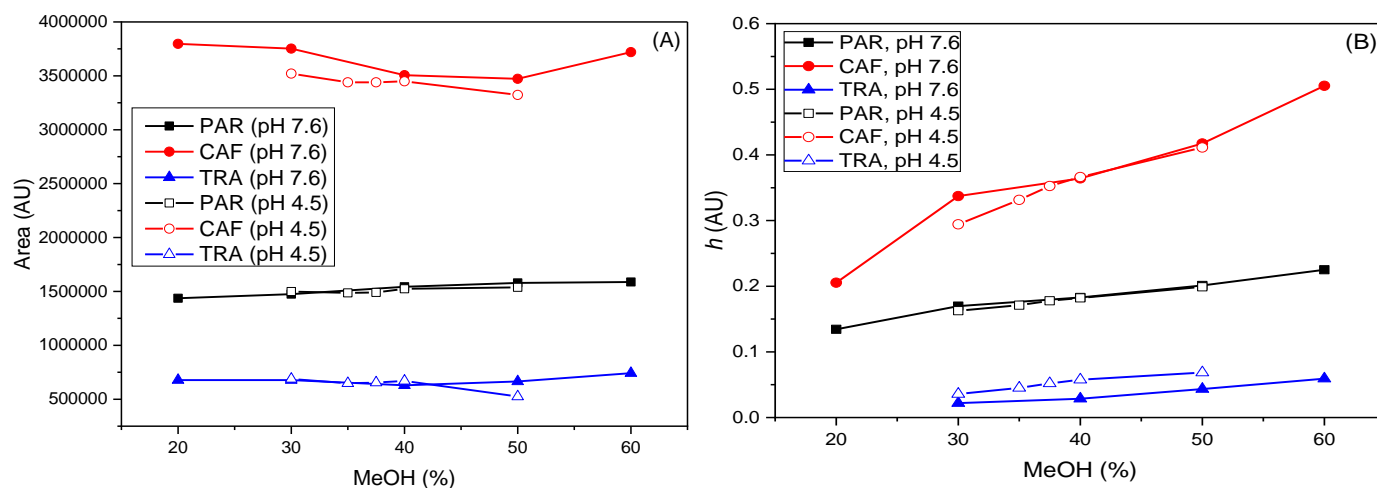 (A)
4000000
3500000
3000000
2500000
2000000
1500000
1000000
500000
Area (AU)
PAR (pH 7.6)
CAF (pH 7.6)
TRA (pH 7.6)
PAR (pH 4.5)
CAF (pH 4.5)
TRA (pH 4.5)
20 30 40 50 60
MeOH (%)
(B)
0.6
0.5
0.4
0.3
0.2
0.1
0.0
h (AU)
PAR, pH 7.6
CAF, pH 7.6
TRA, pH 7.6
PAR, pH 4.5
CAF, pH 4.5
TRA, pH 4.5
20 30 40 50 60
MeOH (%)